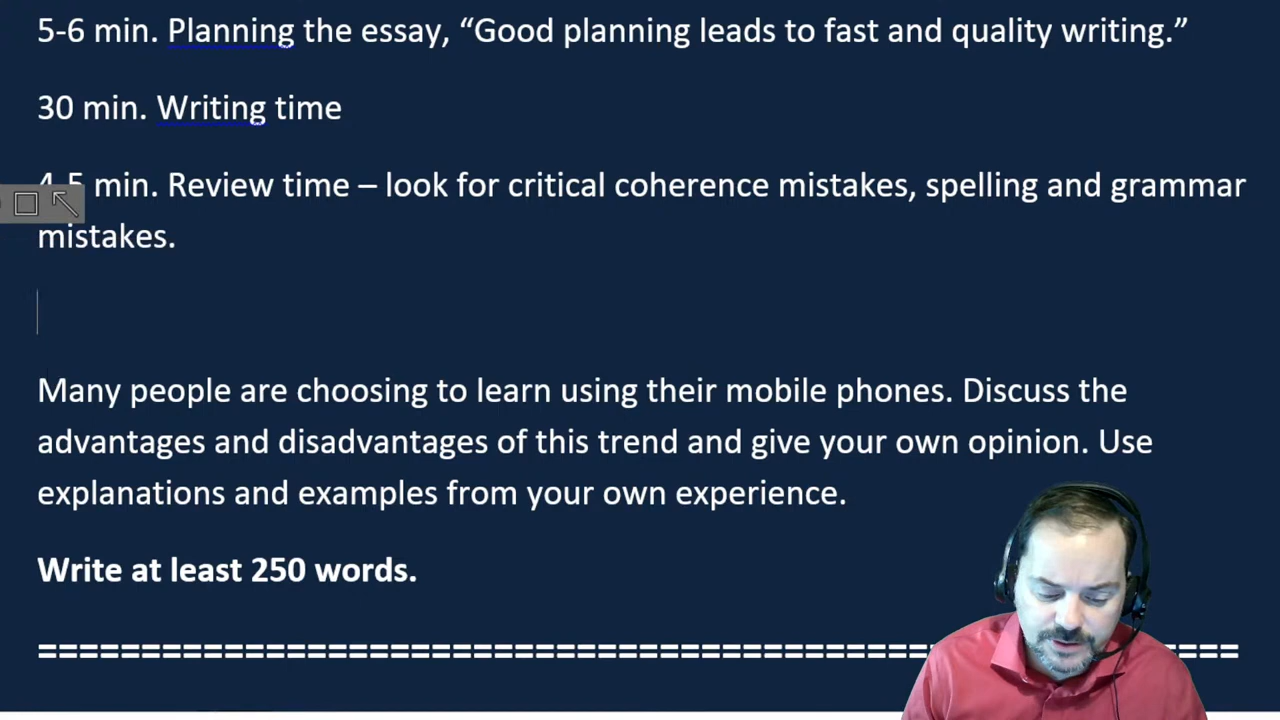 5-6 min. Planning the essay, “Good planning leads to fast and quality writing.”
30 min. Writing time
4-5 min. Review time – look for critical coherence mistakes, spelling and grammar
mistakes.
Many people are choosing to learn using their mobile phones. Discuss the
advantages and disadvantages of this trend and give your own opinion. Use
explanations and examples from your own experience.
Write at least 250 words.